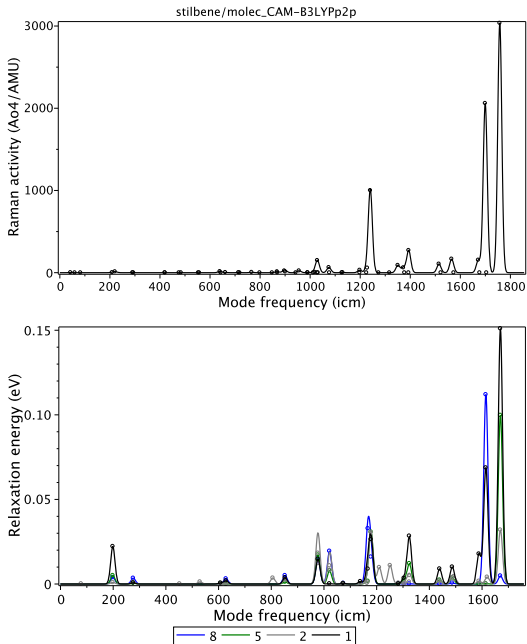 stilbene/molec_CAM-B3LYPp2p
3000
2000
1000
0
Raman activity (Ao4/AMU)
0 200 400 600 800 1000 1200 1400 1600 1800
Mode frequency (icm)
0.15
0.10
0.05
0
Relaxation energy (eV)
0 200 400 600 800 1000 1200 1400 1600
Mode frequency (icm)
8 5 2 1